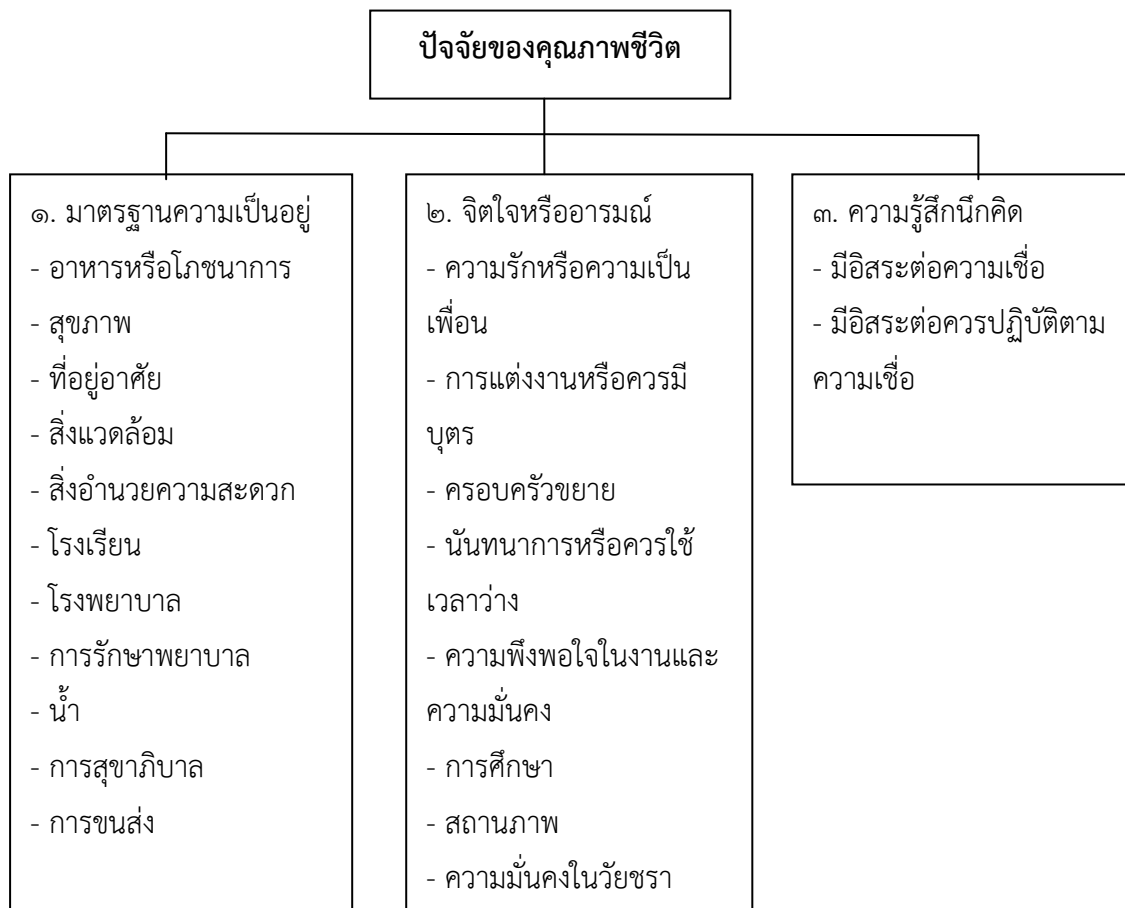 ปัจจัยของคุณภาพชีวิต
๑. มาตรฐานความเป็นอยู่
- อาหารหรือโภชนาการ
- สุขภาพ
- ที่อยู่อาศัย
- สิ่งแวดล้อม
- สิ่งอำนวยความสะดวก
- โรงเรียน
- โรงพยาบาล
- การรักษาพยาบาล
- น้ำ
- การสุขาภิบาล
- การขนส่ง
๒. จิตใจหรืออารมณ์
- ความรักหรือความเป็น
เพื่อน
- การแต่งงานหรือควรมี
บุตร
- ครอบครัวขยาย
- นันทนาการหรือควรใช้
เวลาว่าง
- ความพึงพอใจในงานและ
ความมั่นคง
- การศึกษา
- สถานภาพ
- ความมั่นคงในวัยชรา
๓. ความรู้สึกนึกคิด
- มีอิสระต่อความเชื่อ
- มีอิสระต่อควรปฏิบัติตาม
ความเชื่อ